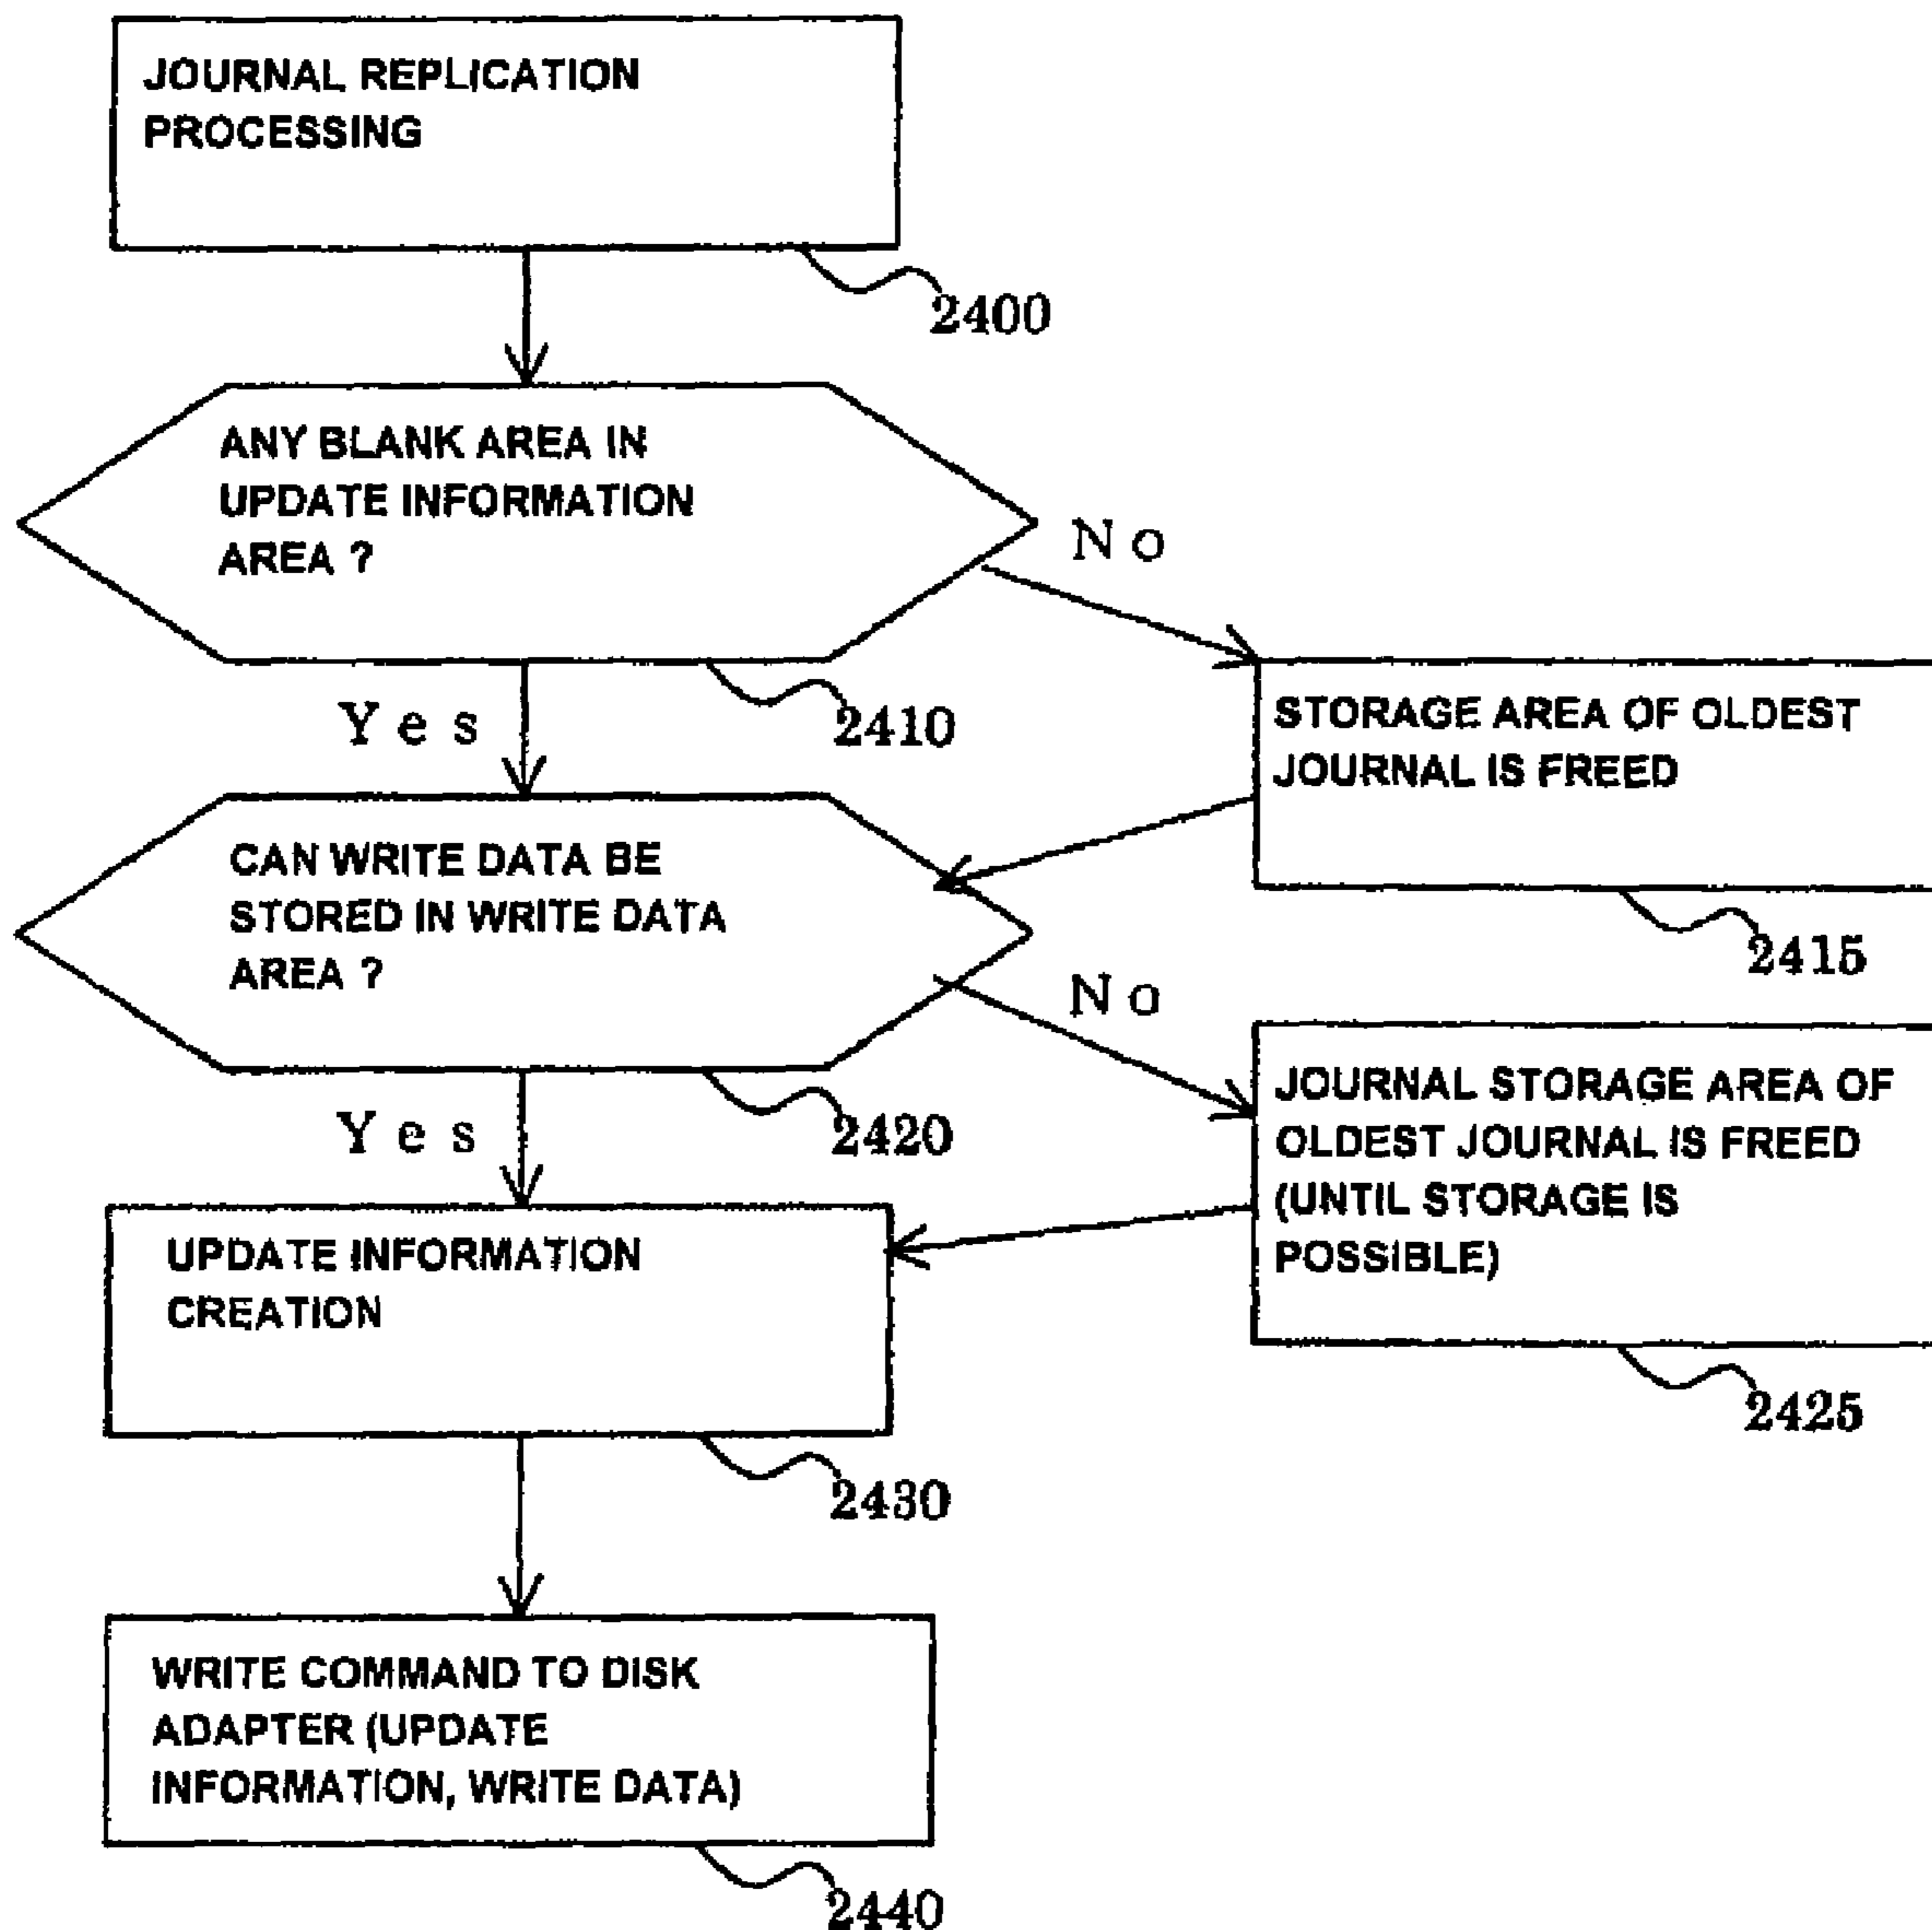 JOURNAL REPLICATION
PROCESSING
2400
ANY BLANK AREA IN
UPDATE INFORMATION
AREA ?
No
Yes
2410
STORAGE AREA OF OLDEST
JOURNAL IS FREED
2415
CAN WRITE DATA BE
STORED IN WRITE DATA
AREA ?
No
Yes
2420
JOURNAL STORAGE AREA OF
OLDEST JOURNAL IS FREED
(UNTIL STORAGE IS
POSSIBLE)
2425
UPDATE INFORMATION
CREATION
2430
WRITE COMMAND TO DISK
ADAPTER (UPDATE
INFORMATION, WRITE DATA)
2440